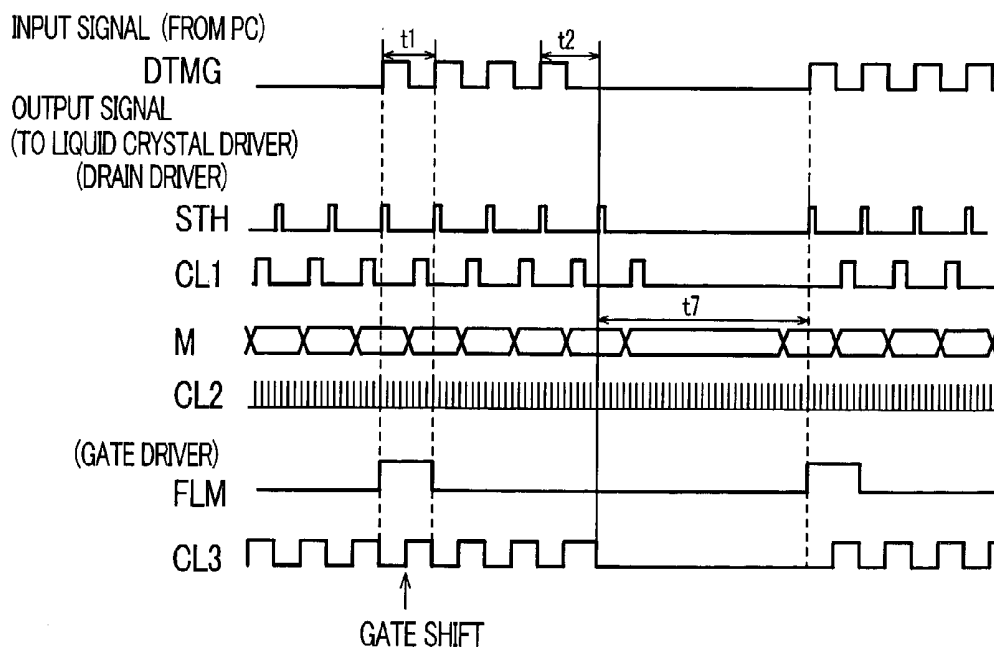 INPUT SIGNAL (FROM PC)
t1
t2
DTMG
OUTPUT SIGNAL
(TO LIQUID CRYSTAL DRIVER)
(DRAIN DRIVER)
STH
CL1
t7
M
CL2
(GATE DRIVER)
FLM
CL3
GATE SHIFT